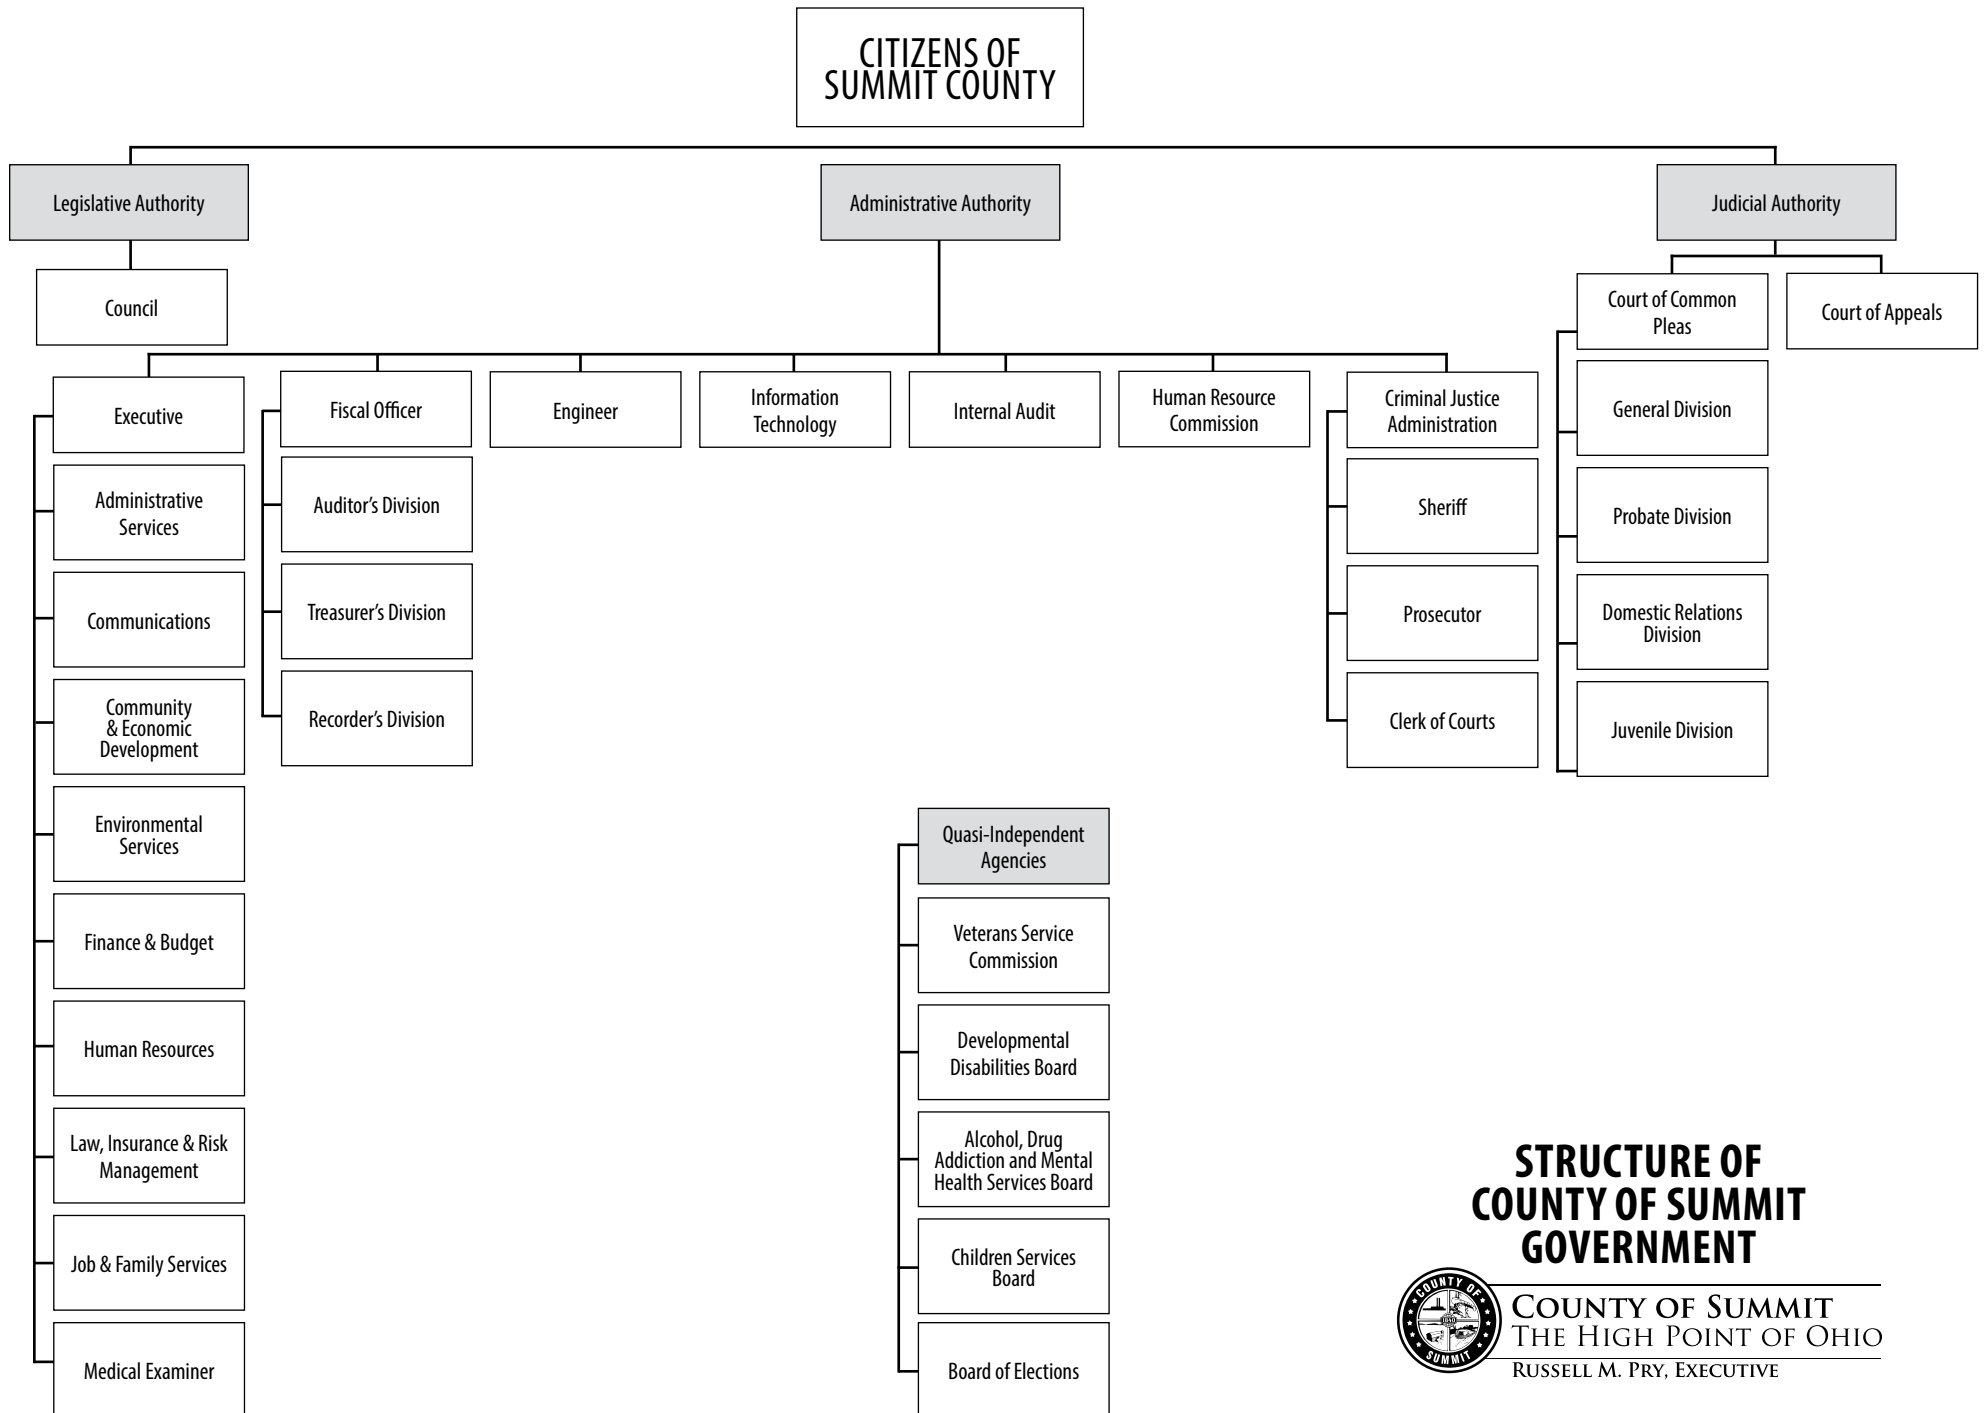 CITIZENS OF
SUMMIT COUNTY
Legislative Authority
Administrative Authority
Judicial Authority
Council
Court of Common
Pleas
Court of Appeals
General Division
Probate Division
Domestic Relations
Division
Juvenile Division
Executive
Administrative
Services
Communications
Community
& Economic
Development
Environmental
Services
Finance & Budget
Human Resources
Law, Insurance & Risk
Management
Job & Family Services
Medical Examiner
Fiscal Officer
Auditor's Division
Treasurer's Division
Recorder's Division
Engineer
Information
Technology
Internal Audit
Human Resource
Commission
Criminal Justice
Administration
Sheriff
Prosecutor
Clerk of Courts
Quasi-Independent
Agencies
Veterans Service
Commission
Developmental
Disabilities Board
Alcohol, Drug
Addiction and Mental
Health Services Board
Children Services
Board
Board of Elections
STRUCTURE OF
COUNTY OF SUMMIT
GOVERNMENT
COUNTY OF
SUMMIT
COUNTY OF SUMMIT
THE HIGH POINT OF OHIO
RUSSELL M. PRY, EXECUTIVE